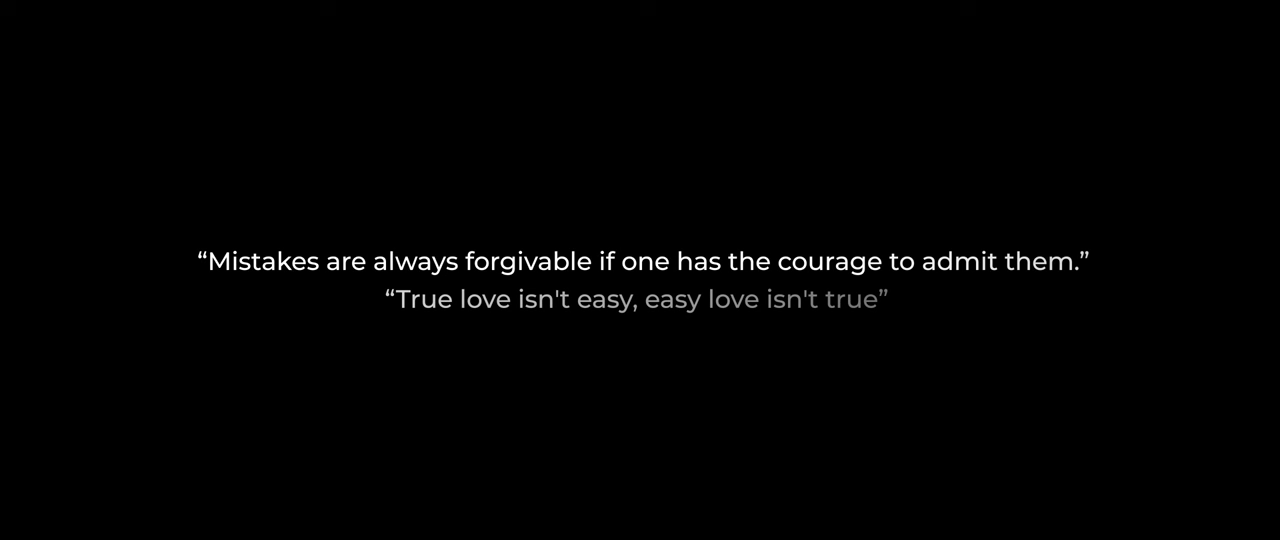 “Mistakes are always forgivable if one has the courage to admit them.”
“True love isn't easy, easy love isn't true”